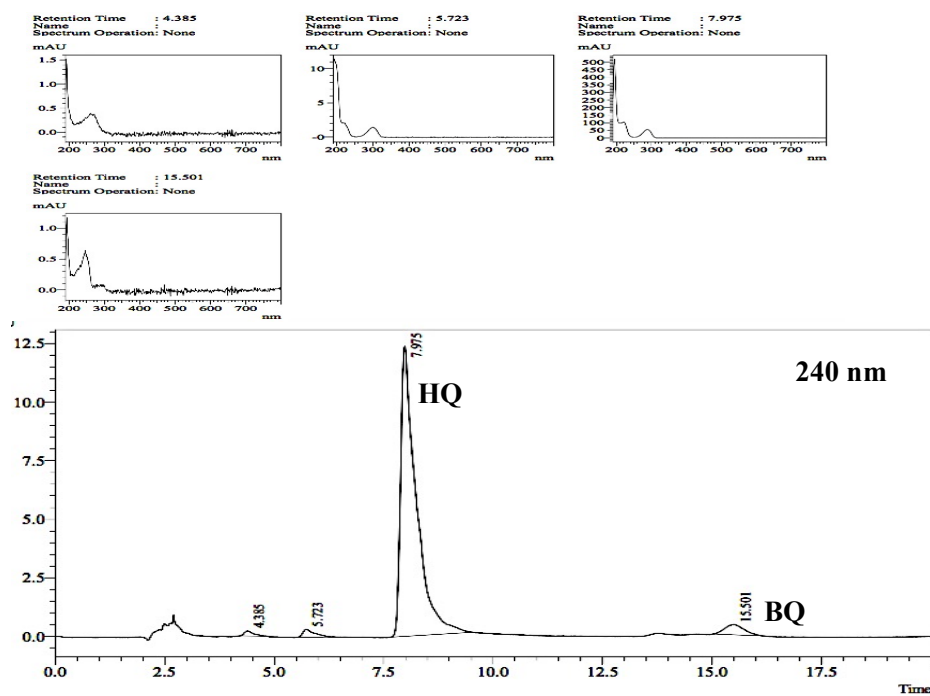 Retention Time : 4.385
Name :
Spectrum Operation: None
mAU
1.5
1.0
0.5
0.0
200 300 400 500 600 700
nm
Retention Time : 5.723
Name :
Spectrum Operation: None
mAU
10
5
-0
200 300 400 500 600 700
nm
Retention Time : 7.975
Name :
Spectrum Operation: None
mAU
500
450
400
350
300
250
200
150
100
50
0
200 300 400 500 600 700
nm
Retention Time : 15.501
Name :
Spectrum Operation: None
mAU
1.0
0.5
0.0
200 300 400 500 600 700
nm
12.5
10.0
7.5
5.0
2.5
0.0
4.385
5.723
7.975
HQ
240 nm
15.501
BQ
0.0 2.5 5.0 7.5 10.0 12.5 15.0 17.5
Time